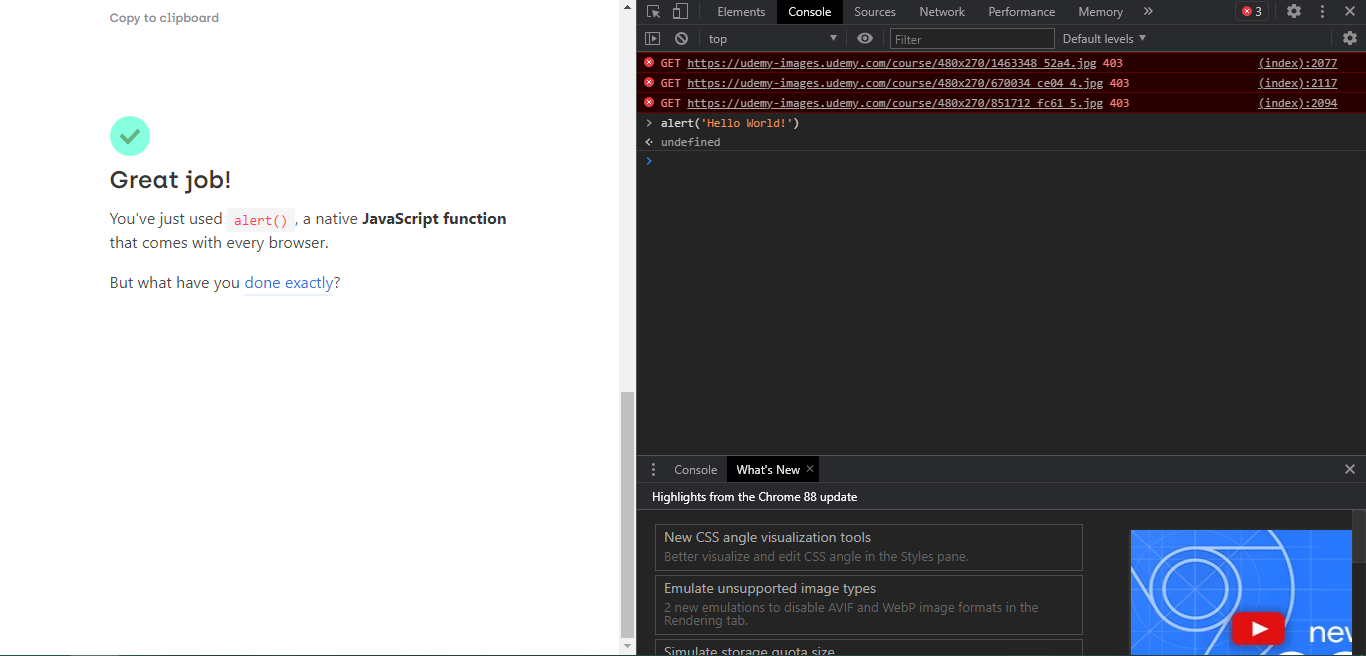 Copy to clipboard
Great job!
You've just used alert() , a native JavaScript function
that comes with every browser.
But what have you done exactly?
Elements Console Sources Network Performance Memory » 3
top ▼ Filter Default levels ▼
GET https://udemy-images.udemy.com/course/480x270/1463348_52a4.jpg 403 (index):2077
GET https://udemy-images.udemy.com/course/480x270/670034_ce04_4.jpg 403 (index):2117
GET https://udemy-images.udemy.com/course/480x270/851712_fc61_5.jpg 403 (index):2094
> alert('Hello World!')
undefined
>
Console What's New ×
Highlights from the Chrome 88 update
New CSS angle visualization tools
Better visualize and edit CSS angle in the Styles pane.
Emulate unsupported image types
2 new emulations to disable AVIF and WebP image formats in the
Rendering tab.
Simulate storage quota size
new